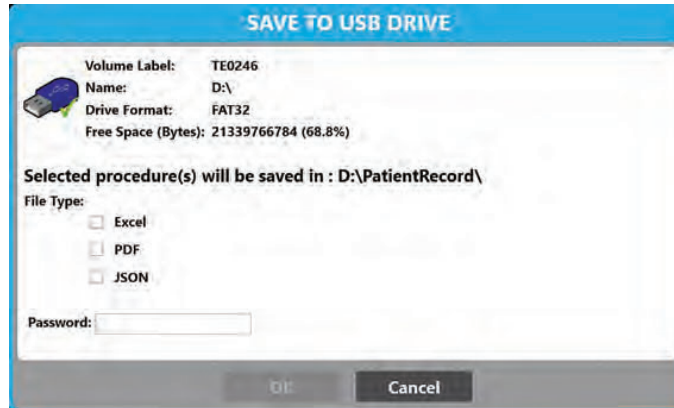 SAVE TO USB DRIVE
Volume Label: TE0246
Name: D:\
Drive Format: FAT32
Free Space (Bytes): 21339766784 (68.8%)
Selected procedure(s) will be saved in : D:\PatientRecord\
File Type:
Excel
PDF
JSON
Password:
OK Cancel